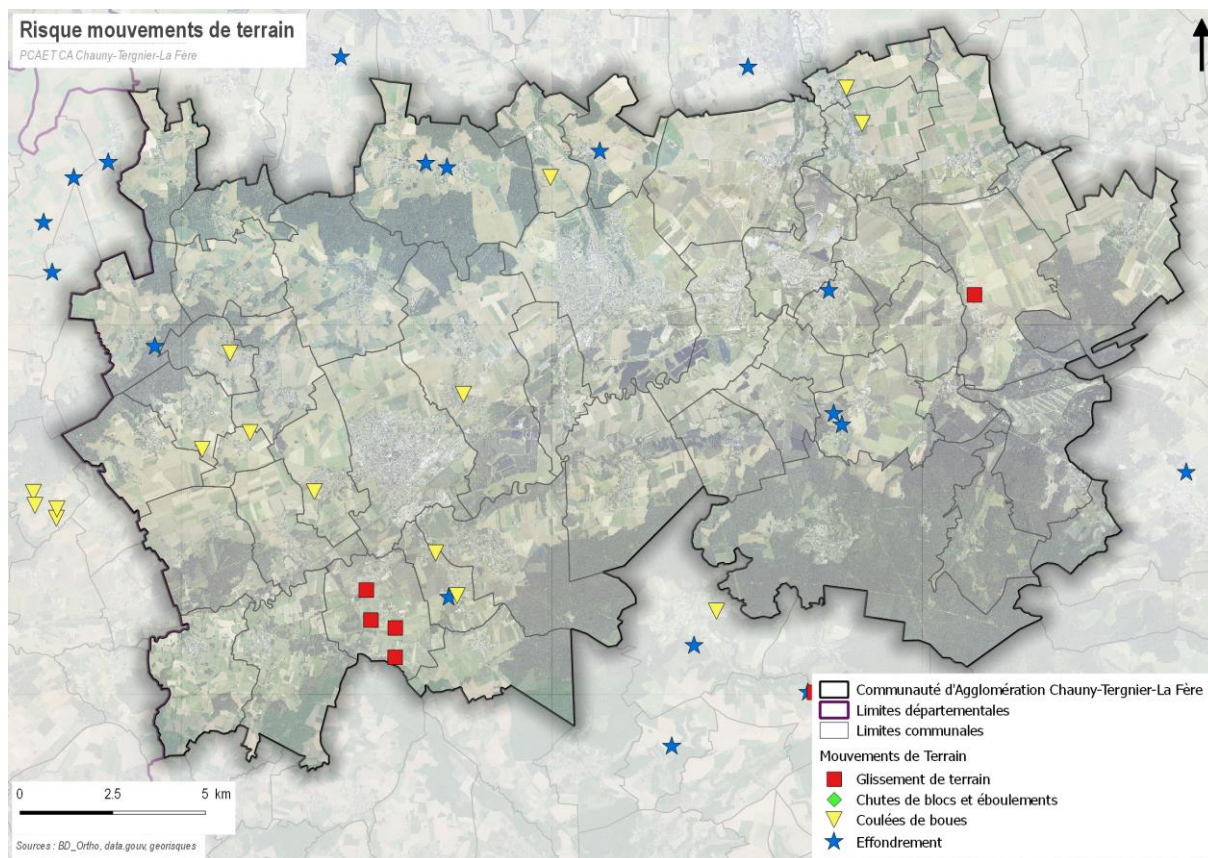 Risque mouvements de terrain
PCAET CA Chauny-Tergnier-La Fère
Communauté d'Agglomération Chauny-Tergnier-La Fère
Limites départementales
Limites communales
Mouvements de Terrain
Glissement de terrain
Chutes de blocs et éboulements
Coulées de boues
Effondrement
0 2.5 5 km
Sources : BD_Ortho, data.gouv, georisques